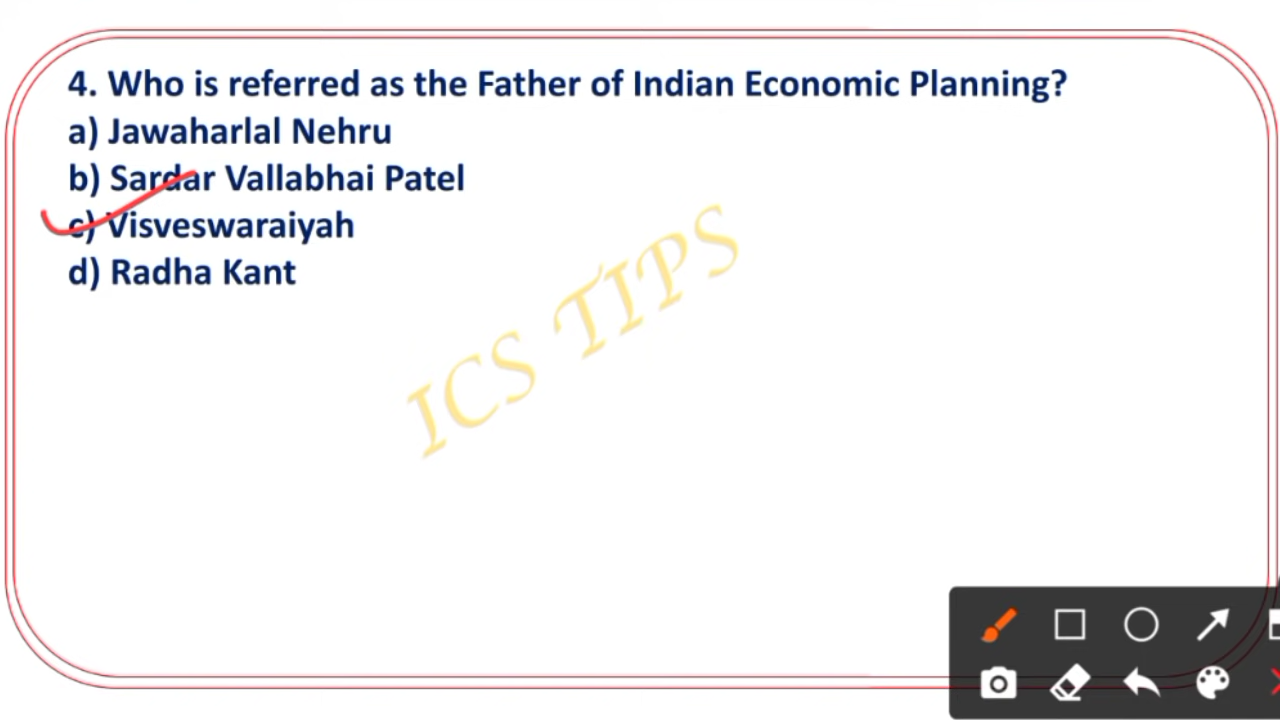 4. Who is referred as the Father of Indian Economic Planning?
a) Jawaharlal Nehru
b) Sardar Vallabhai Patel
c) Visveswaraiyah
d) Radha Kant
ICS TIPS